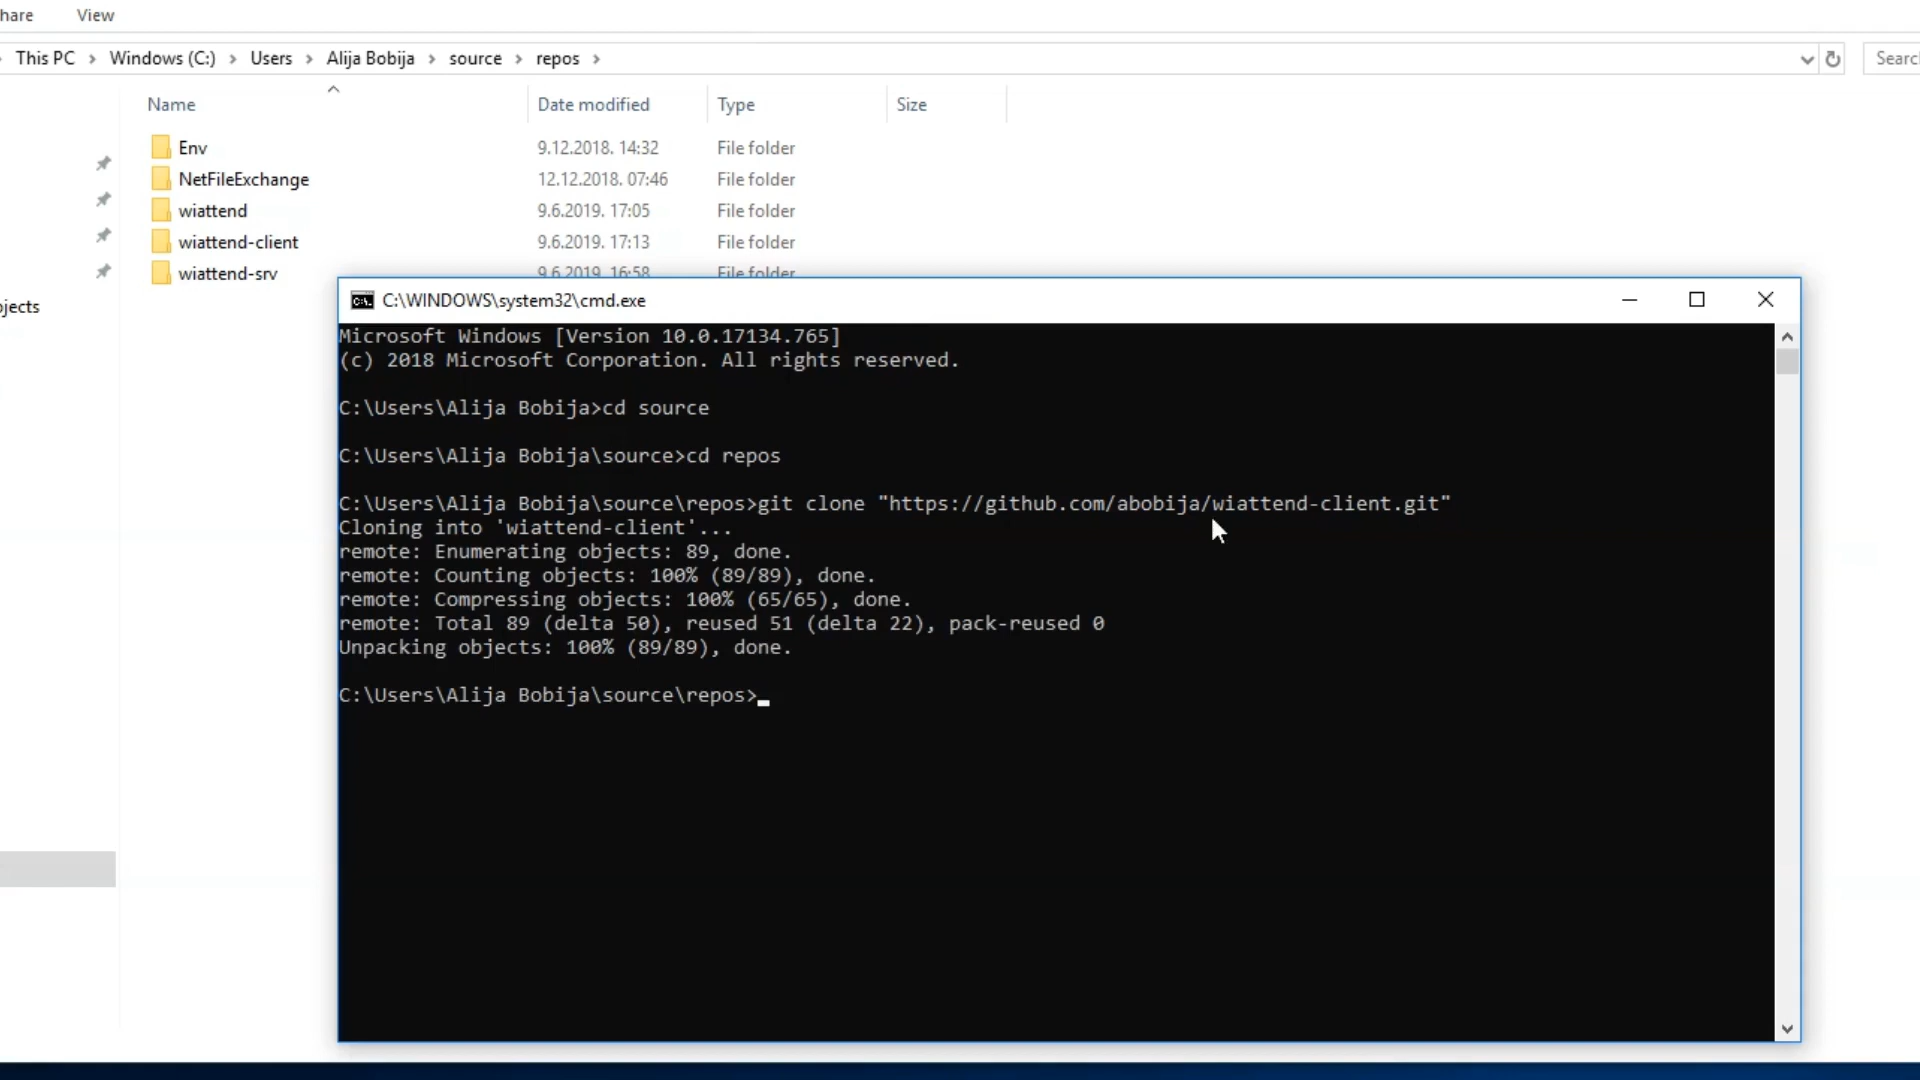 hare View
This PC > Windows (C:) > Users > Alija Bobija > source > repos > Searc
Name Date modified Type Size
Env 9.12.2018. 14:32 File folder
NetFileExchange 12.12.2018. 07:46 File folder
wiattend 9.6.2019. 17:05 File folder
wiattend-client 9.6.2019. 17:13 File folder
wiattend-srv 9.6.2019. 16:58 File folder
ojects
C:\WINDOWS\system32\cmd.exe
Microsoft Windows [Version 10.0.17134.765]
(c) 2018 Microsoft Corporation. All rights reserved.
C:\Users\Alija Bobija>cd source
C:\Users\Alija Bobija\source>cd repos
C:\Users\Alija Bobija\source\repos>git clone "https://github.com/abobija/wiattend-client.git"
Cloning into 'wiattend-client'...
remote: Enumerating objects: 89, done.
remote: Counting objects: 100% (89/89), done.
remote: Compressing objects: 100% (65/65), done.
remote: Total 89 (delta 50), reused 51 (delta 22), pack-reused 0
Unpacking objects: 100% (89/89), done.
C:\Users\Alija Bobija\source\repos>